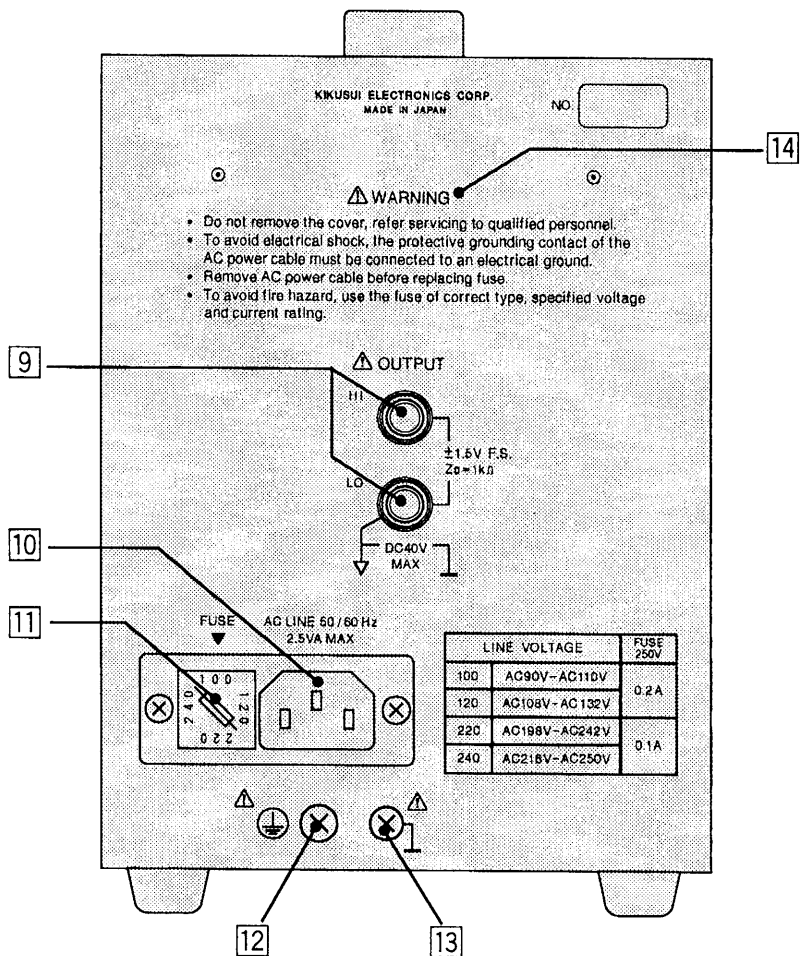 KIKUSUI ELECTRONICS CORP.
MADE IN JAPAN
NO.
14
⚠ WARNING
• Do not remove the cover, refer servicing to qualified personnel.
• To avoid electrical shock, the protective grounding contact of the
AC power cable must be connected to an electrical ground.
• Remove AC power cable before replacing fuse.
• To avoid fire hazard, use the fuse of correct type, specified voltage
and current rating.
9
⚠ OUTPUT
HI
±1.5V F.S.
Zo=1kΩ
LO
DC40V
MAX
10
11
FUSE
AC LINE 50/60 Hz
2.5VA MAX
100
120
220
240
LINE VOLTAGE FUSE 250V
100 AC90V-AC110V 0.2A
120 AC108V-AC132V
220 AC198V-AC242V 0.1A
240 AC216V-AC250V
12
13